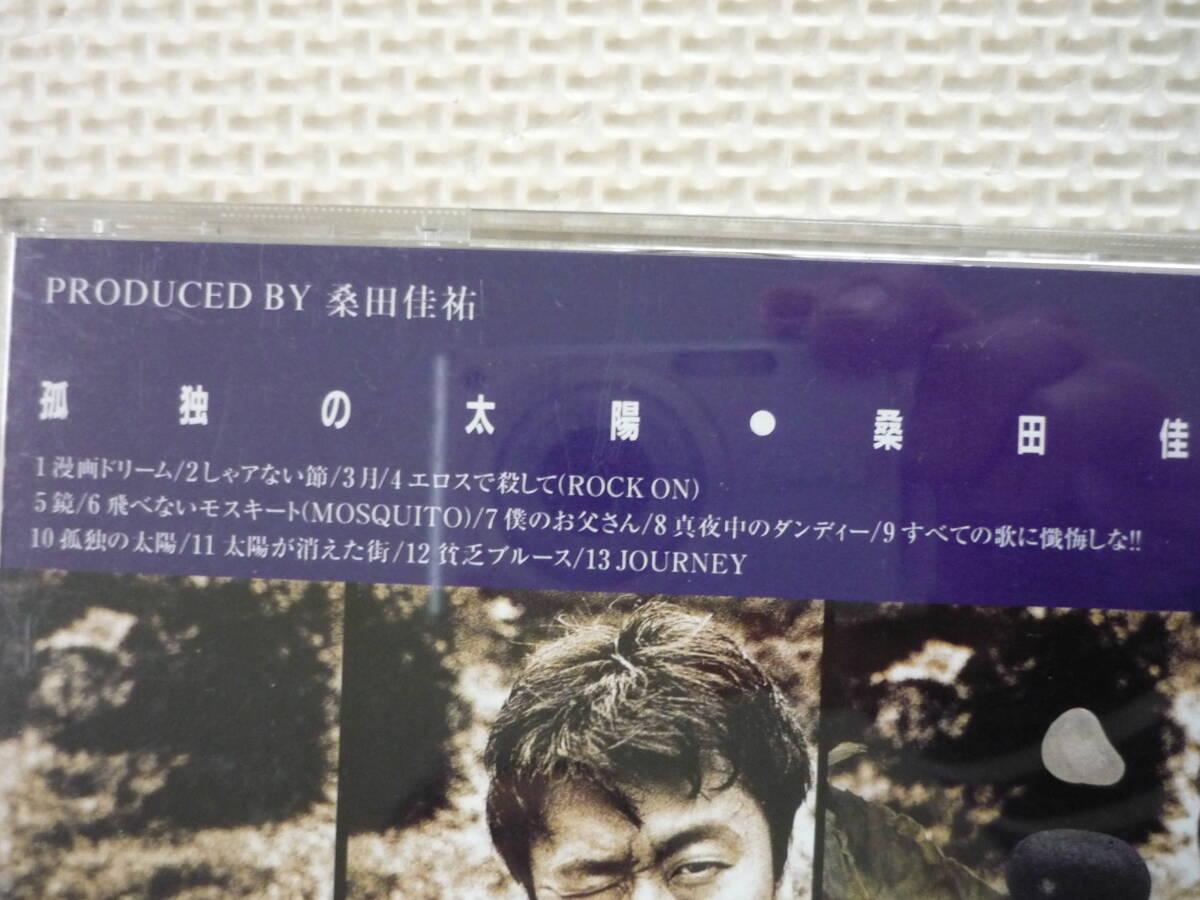 PRODUCED BY 桑田佳祐
孤独の太陽●桑田佳
1 漫画ドリーム/2 しゃアない節/3 月/4 エロスで殺して(ROCK ON)
5 鏡/6 飛べないモスキート(MOSQUITO)/7 僕のお父さん/8 真夜中のダンディー/9 すべての歌に懺悔しな!!
10 孤独の太陽/11 太陽が消えた街/12 貧乏ブルース/13 JOURNEY